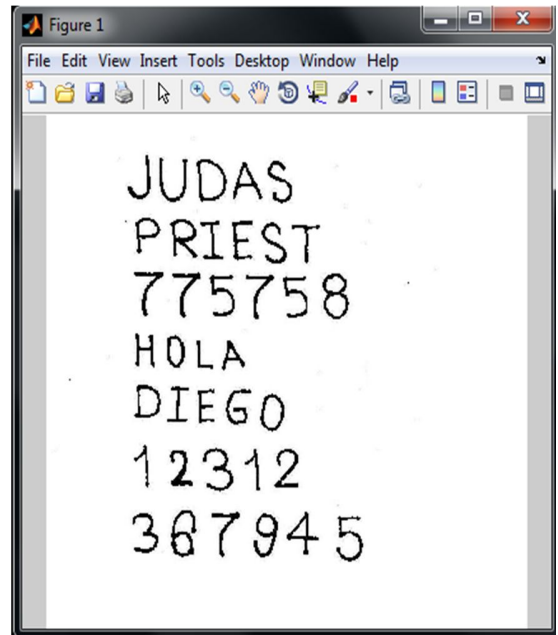 Figure 1
File Edit View Insert Tools Desktop Window Help
JUDAS
PRIEST
775758
HOLA
DIEGO
12312
367945